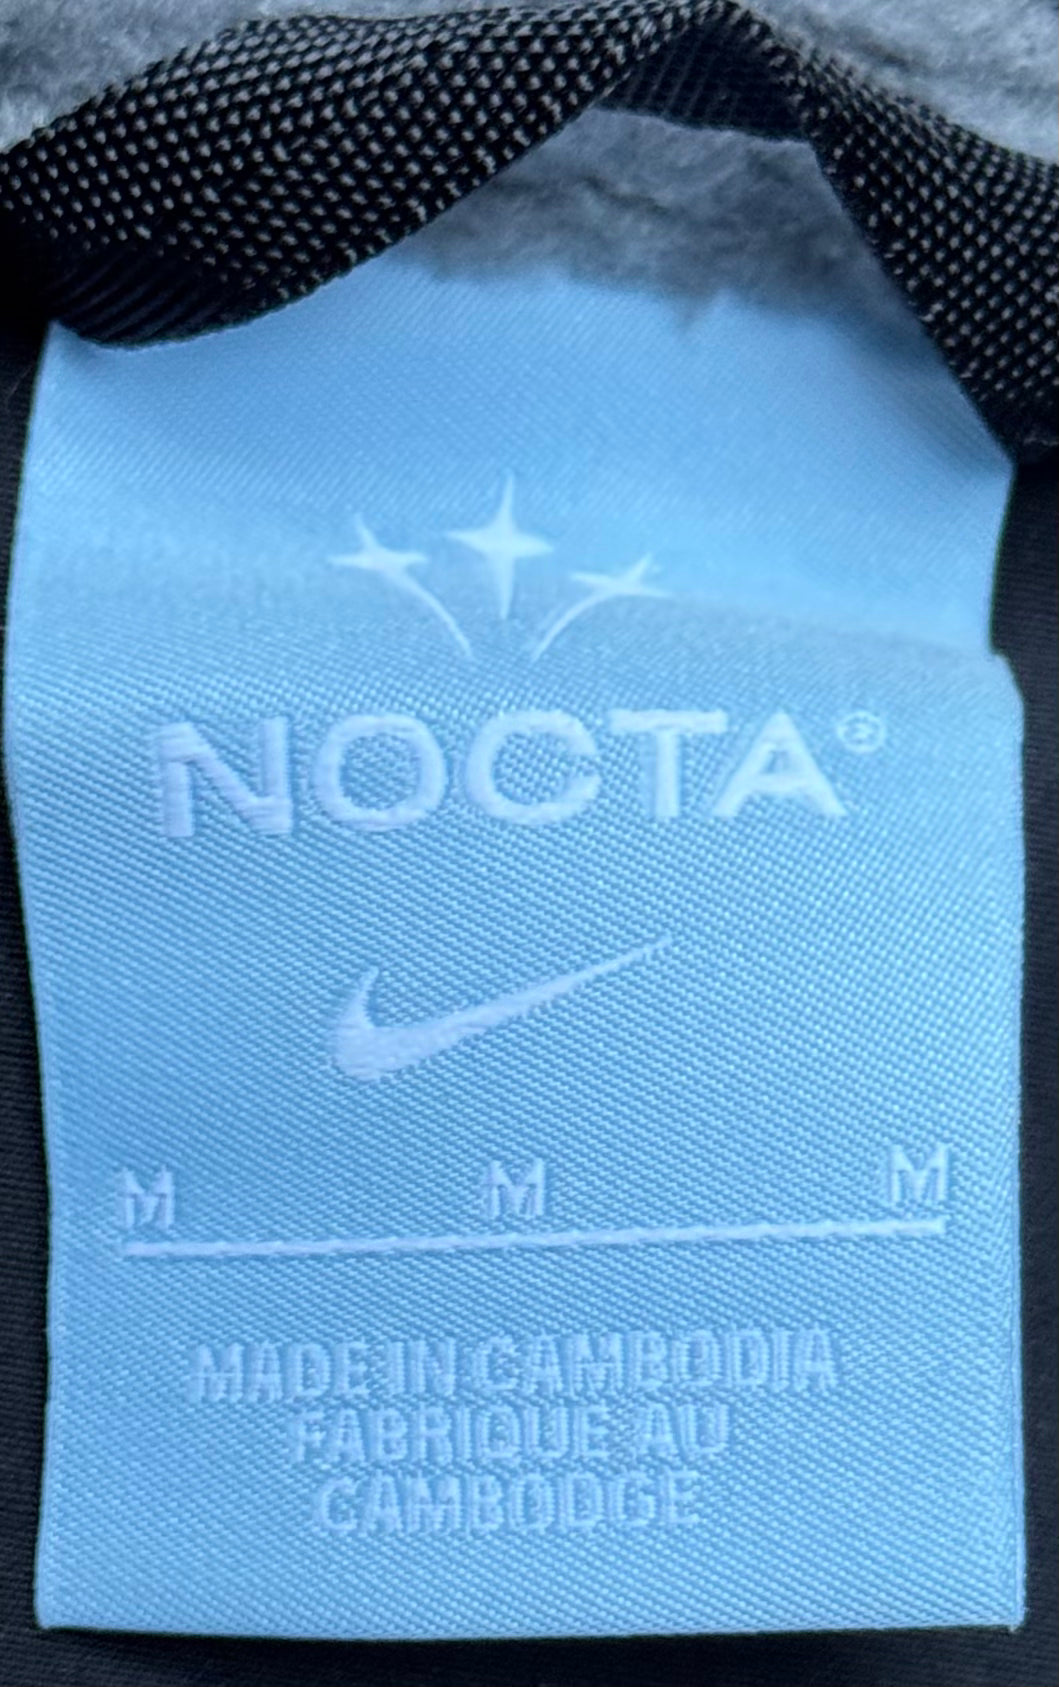 NOCTA®
M M M
MADE IN CAMBODIA
FABRIQUE AU
CAMBODGE